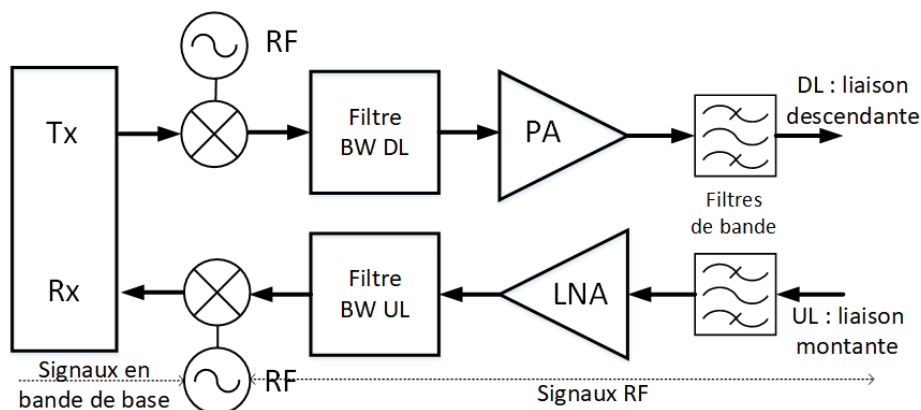 RF
DL : liaison
descendante
Tx
Filtre
BW DL
PA
Filtres
de bande
Rx
Filtre
BW UL
LNA
UL : liaison
montante
RF
Signaux en
bande de base
Signaux RF